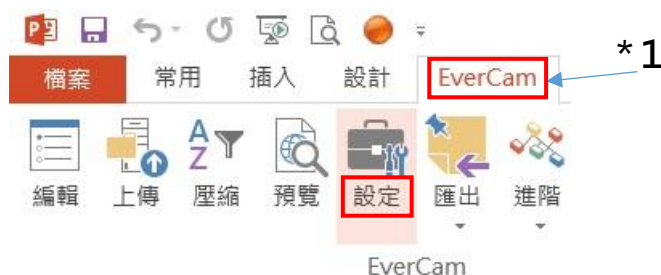 *1
檔案 常用 插入 設計 EverCam
編輯 上傳 壓縮 預覽 設定 匯出 進階
EverCam